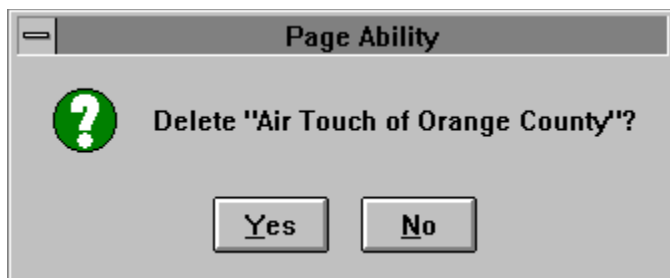 Page Ability
Delete "Air Touch of Orange County"?
Yes
No